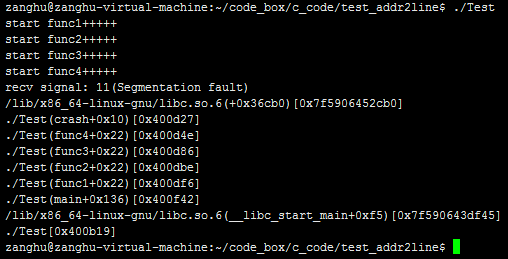 zanghu@zanghu-virtual-machine:~/code_box/c_code/test_addr2line$ ./Test
start func1+++++
start func2+++++
start func3+++++
start func4+++++
recv signal: 11(Segmentation fault)
/lib/x86_64-linux-gnu/libc.so.6(+0x36cb0)[0x7f5906452cb0]
./Test(crash+0x10)[0x400d27]
./Test(func4+0x22)[0x400d4e]
./Test(func3+0x22)[0x400d86]
./Test(func2+0x22)[0x400dbe]
./Test(func1+0x22)[0x400df6]
./Test(main+0x136)[0x400f42]
/lib/x86_64-linux-gnu/libc.so.6(__libc_start_main+0xf5)[0x7f590643df45]
./Test[0x400b19]
zanghu@zanghu-virtual-machine:~/code_box/c_code/test_addr2line$